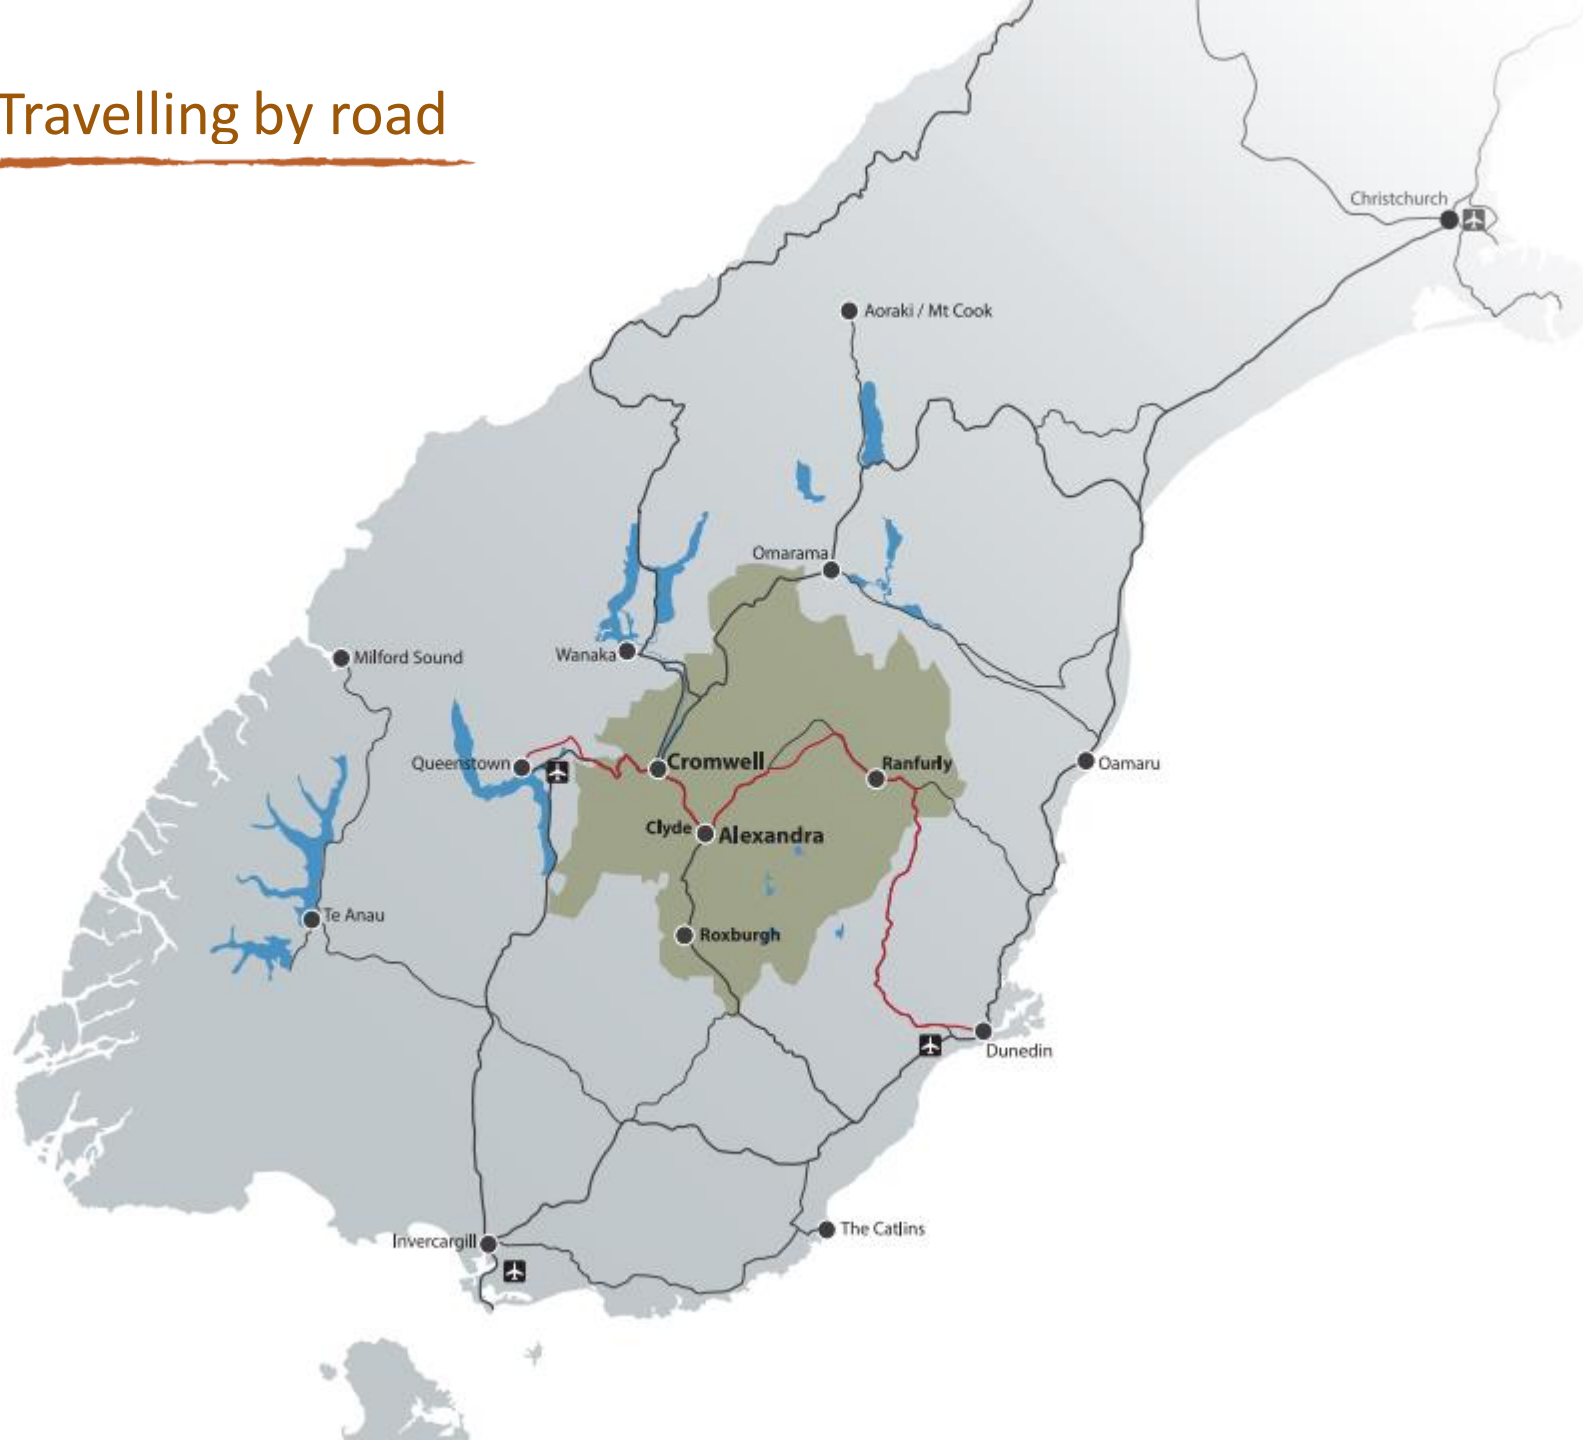 Travelling by road
Christchurch
Aoraki / Mt Cook
Omarama
Milford Sound
Wanaka
Queenstown
Cromwell
Ranfurly
Oamaru
Clyde
Alexandra
Te Anau
Roxburgh
Dunedin
The Catlins
Invercargill